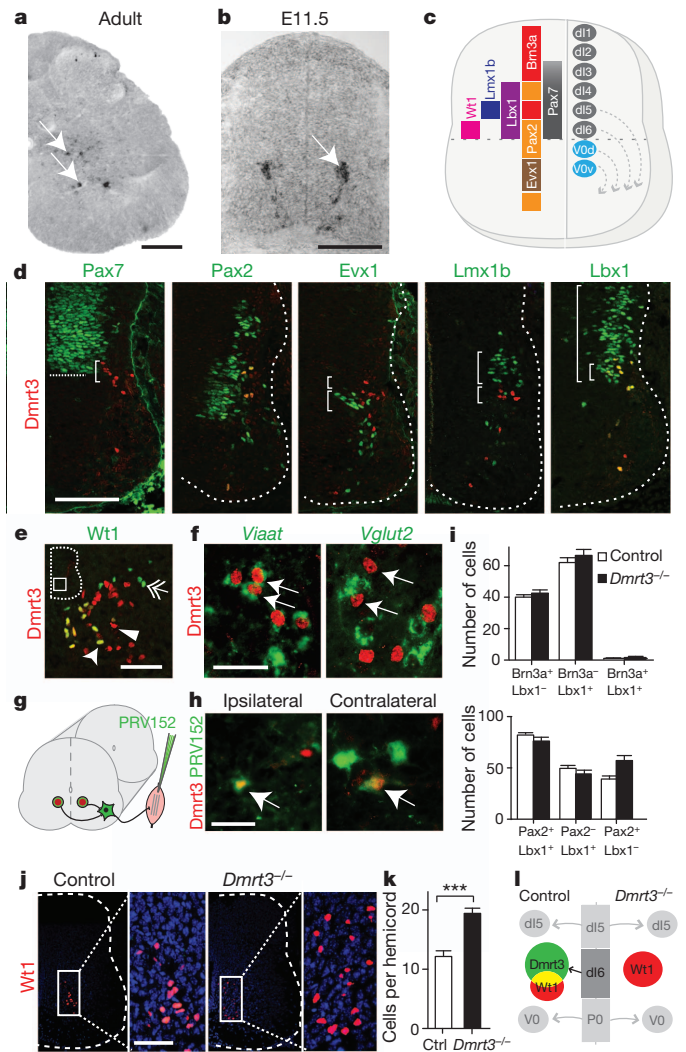 a Adult
b E11.5
c
Wt1
Lmx1b
Lbx1
Brn3a
Pax2
Evx1
Pax7
dI1
dI2
dI3
dI4
dI5
dI6
V0d
V0v
d Pax7 Pax2 Evx1 Lmx1b Lbx1
Dmrt3
e Wt1
Dmrt3
f Viaat Vglut2
Dmrt3
i
Control
Dmrt3–/–
Number of cells
60
40
20
0
Brn3a+ Brn3a– Brn3a+
Lbx1– Lbx1+ Lbx1+
g
PRV152
h Ipsilateral Contralateral
Dmrt3 PRV152
Number of cells
100
50
0
Pax2+ Pax2– Pax2+
Lbx1+ Lbx1+ Lbx1–
j Control Dmrt3–/–
Wt1
k
***
Cells per hemicord
20
10
0
Ctrl Dmrt3–/–
l
Control Dmrt3–/–
dI5 dI5 dI5
Dmrt3
Wt1
dI6
Wt1
V0 P0 V0